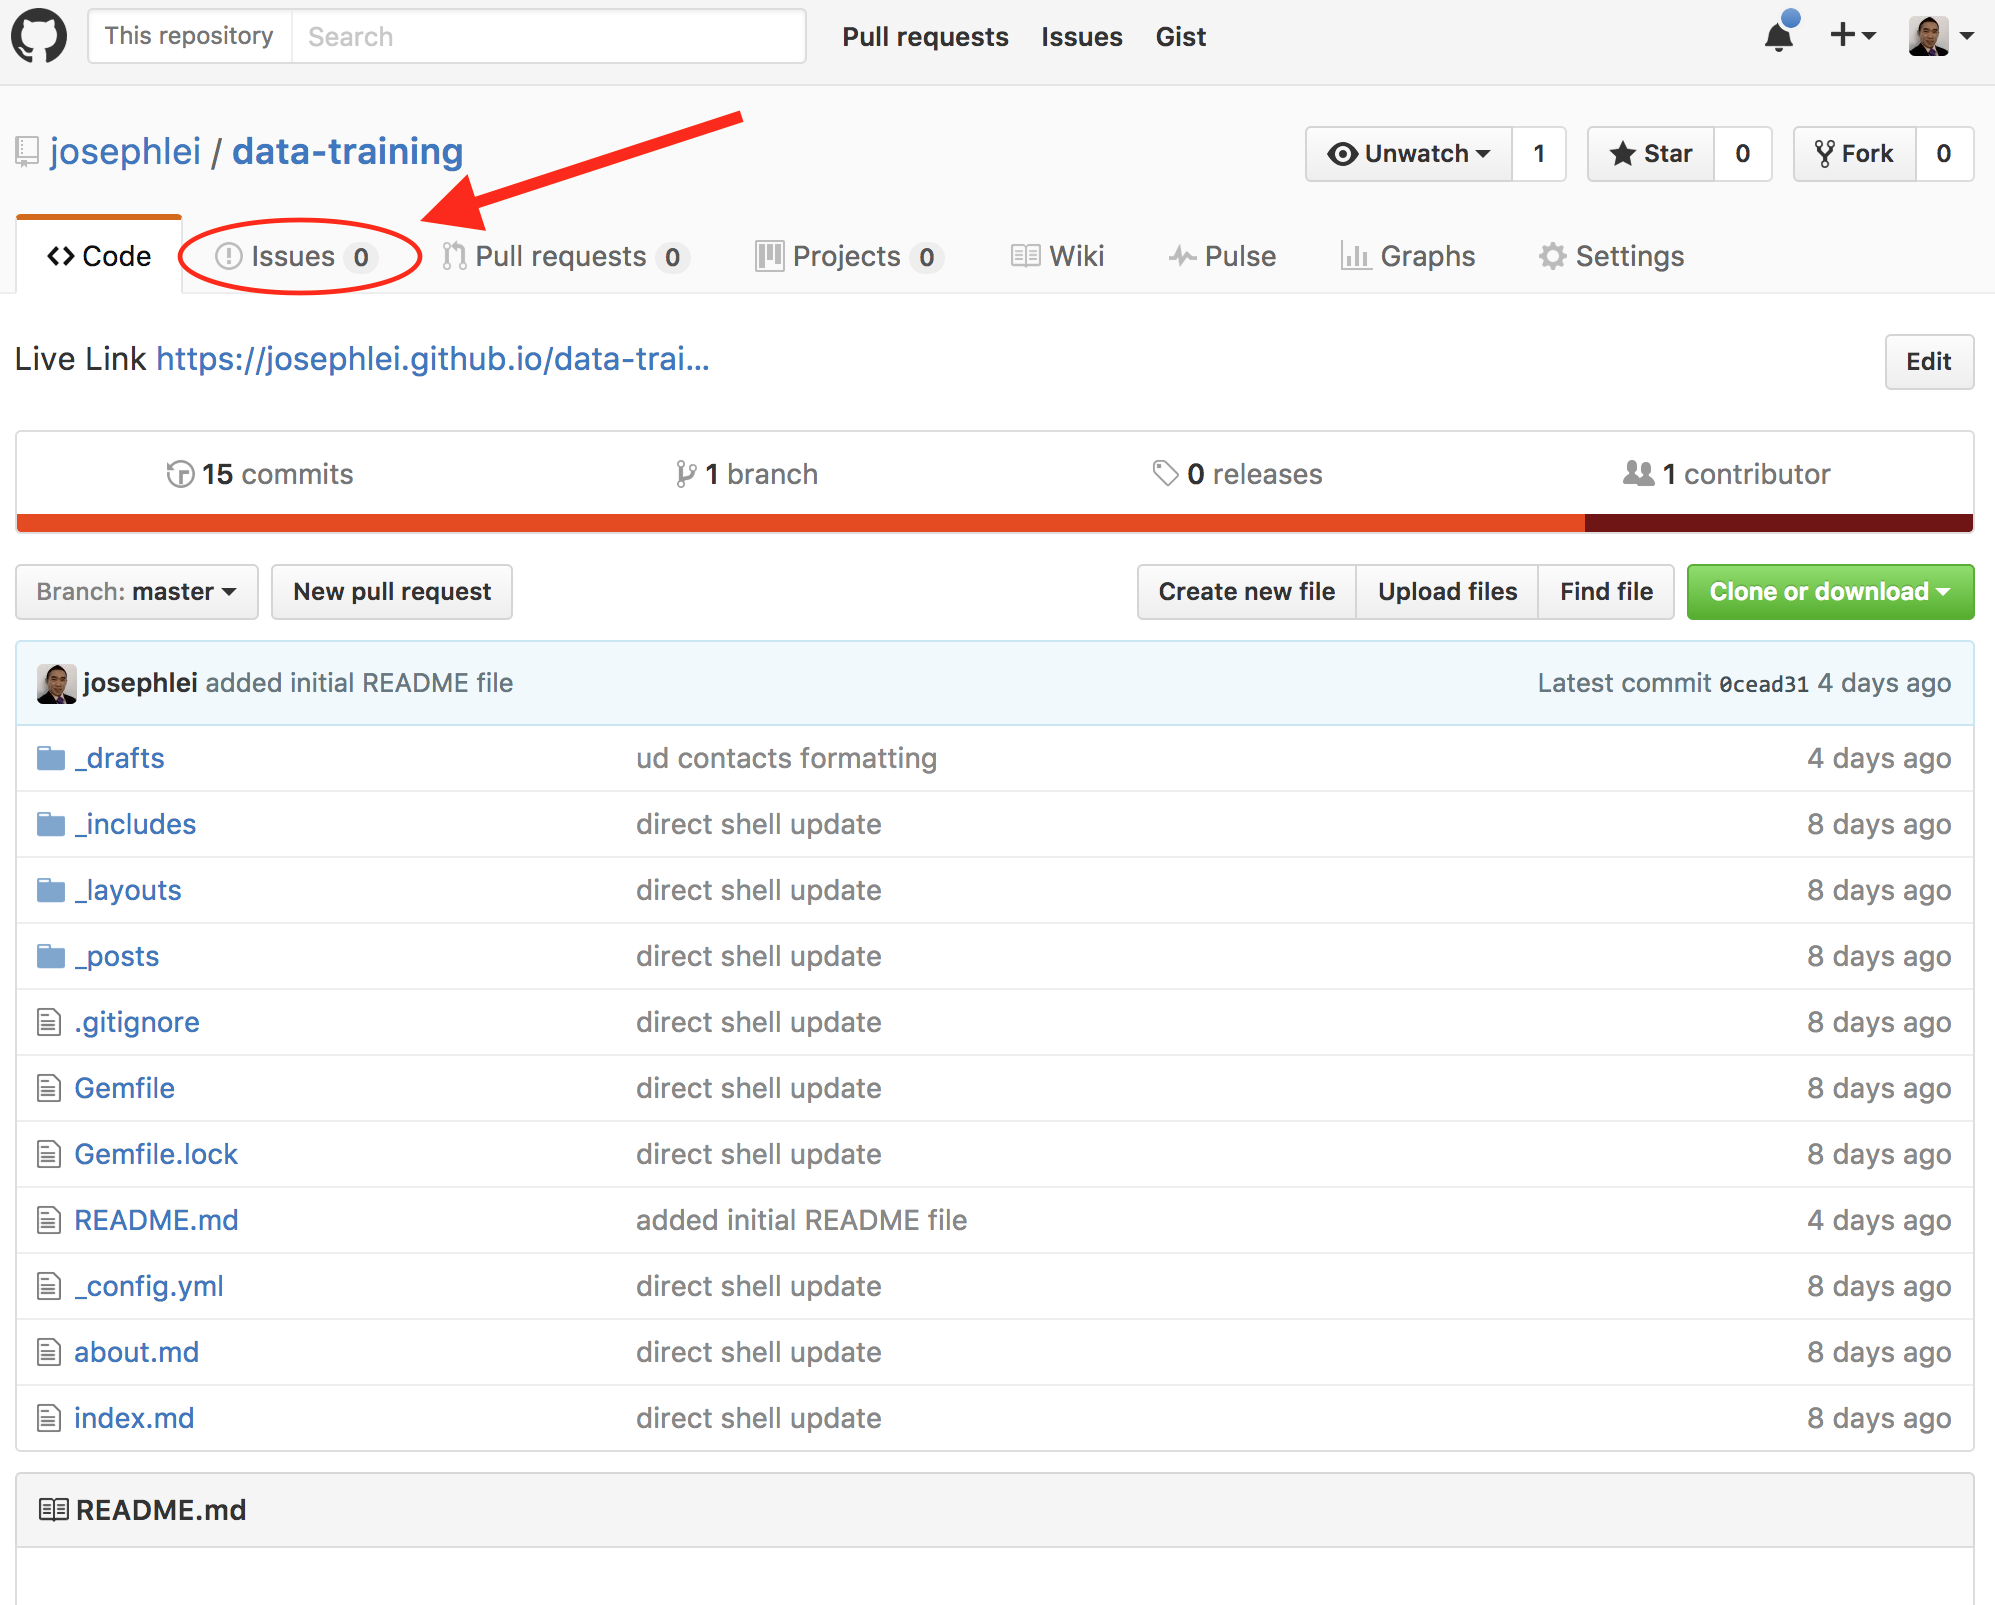 This repository Search Pull requests Issues Gist
josephlei / data-training Unwatch 1 Star 0 Fork 0
Code Issues 0 Pull requests 0 Projects 0 Wiki Pulse Graphs Settings
Live Link https://josephlei.github.io/data-trai... Edit
15 commits 1 branch 0 releases 1 contributor
Branch: master New pull request Create new file Upload files Find file Clone or download
josephlei added initial README file Latest commit 0cead31 4 days ago
_drafts ud contacts formatting 4 days ago
_includes direct shell update 8 days ago
_layouts direct shell update 8 days ago
_posts direct shell update 8 days ago
.gitignore direct shell update 8 days ago
Gemfile direct shell update 8 days ago
Gemfile.lock direct shell update 8 days ago
README.md added initial README file 4 days ago
_config.yml direct shell update 8 days ago
about.md direct shell update 8 days ago
index.md direct shell update 8 days ago
README.md